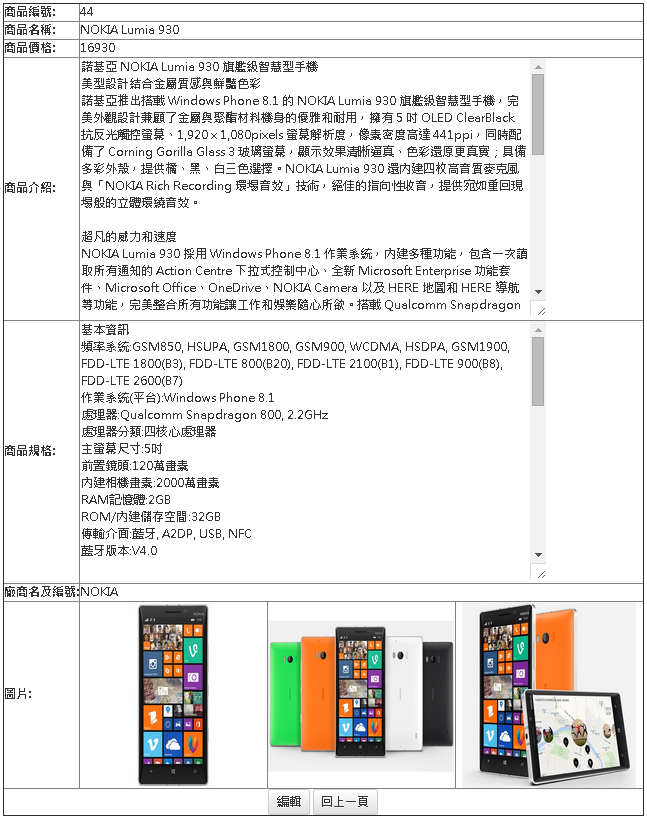 商品編號: 44
商品名稱: NOKIA Lumia 930
商品價格: 16930
商品介紹:
諾基亞 NOKIA Lumia 930 旗艦級智慧型手機
美型設計結合金屬質感與鮮豔色彩
諾基亞推出搭載 Windows Phone 8.1 的 NOKIA Lumia 930 旗艦級智慧型手機，完
美外觀設計兼顧了金屬與聚酯材料機身的優雅和耐用，擁有 5 吋 OLED ClearBlack
抗反光觸控螢幕、1,920 x 1,080pixels 螢幕解析度，像素密度高達 441ppi，同時配
備了 Corning Gorilla Glass 3 玻璃螢幕，顯示效果清晰逼真、色彩還原更真實；具備
多彩外殼，提供橘、黑、白三色選擇。NOKIA Lumia 930 還內建四枚高音質麥克風
與「NOKIA Rich Recording 環場音效」技術，絕佳的指向性收音，提供宛如重回現
場般的立體環繞音效。
超凡的威力和速度
NOKIA Lumia 930 採用 Windows Phone 8.1 作業系統，內建多種功能，包含一次讀
取所有通知的 Action Centre 下拉式控制中心、全新 Microsoft Enterprise 功能套
件、Microsoft Office、OneDrive、NOKIA Camera 以及 HERE 地圖和 HERE 導航
等功能，完美整合所有功能讓工作和娛樂隨心所欲。搭載 Qualcomm Snapdragon
商品規格:
基本資訊
頻率系統:GSM850, HSUPA, GSM1800, GSM900, WCDMA, HSDPA, GSM1900,
FDD-LTE 1800(B3), FDD-LTE 800(B20), FDD-LTE 2100(B1), FDD-LTE 900(B8),
FDD-LTE 2600(B7)
作業系統(平台):Windows Phone 8.1
處理器:Qualcomm Snapdragon 800, 2.2GHz
處理器分類:四核心處理器
主螢幕尺寸:5吋
前置鏡頭:120萬畫素
內建相機畫素:2000萬畫素
RAM記憶體:2GB
ROM/內建儲存空間:32GB
傳輸介面:藍牙, A2DP, USB, NFC
藍牙版本:V4.0
廠商名及編號:NOKIA
圖片:
編輯 回上一頁